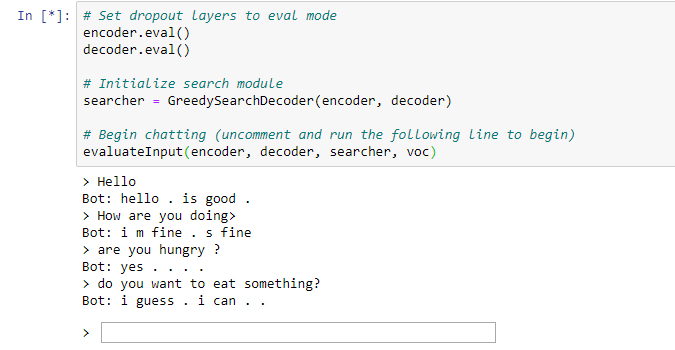 In [*]: # Set dropout layers to eval mode
encoder.eval()
decoder.eval()
# Initialize search module
searcher = GreedySearchDecoder(encoder, decoder)
# Begin chatting (uncomment and run the following line to begin)
evaluateInput(encoder, decoder, searcher, voc)
> Hello
Bot: hello . is good .
> How are you doing>
Bot: i m fine . s fine
> are you hungry ?
Bot: yes . . . .
> do you want to eat something?
Bot: i guess . i can . .
>